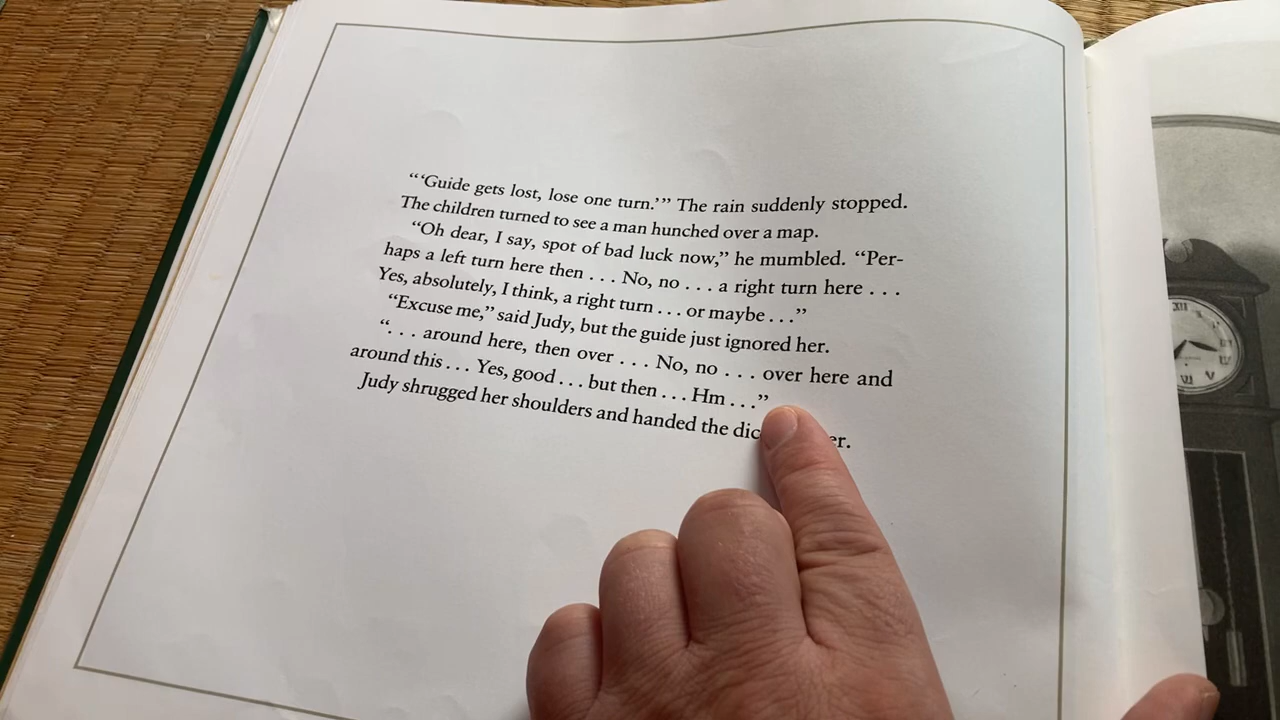 “‘Guide gets lost, lose one turn.’” The rain suddenly stopped.
The children turned to see a man hunched over a map.
“Oh dear, I say, spot of bad luck now,” he mumbled. “Per-
haps a left turn here then . . . No, no . . . a right turn here . . .
Yes, absolutely, I think, a right turn . . . or maybe . . .”
“Excuse me,” said Judy, but the guide just ignored her.
“. . . around here, then over . . . No, no . . . over here and
around this . . . Yes, good . . . but then . . . Hm . . .”
Judy shrugged her shoulders and handed the